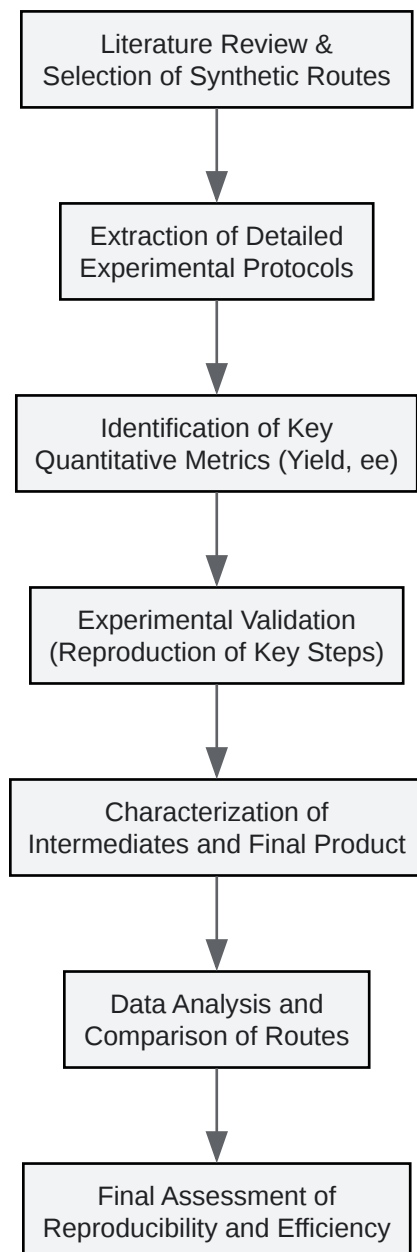 Literature Review &
Selection of Synthetic Routes
Extraction of Detailed
Experimental Protocols
Identification of Key
Quantitative Metrics (Yield, ee)
Experimental Validation
(Reproduction of Key Steps)
Characterization of
Intermediates and Final Product
Data Analysis and
Comparison of Routes
Final Assessment of
Reproducibility and Efficiency